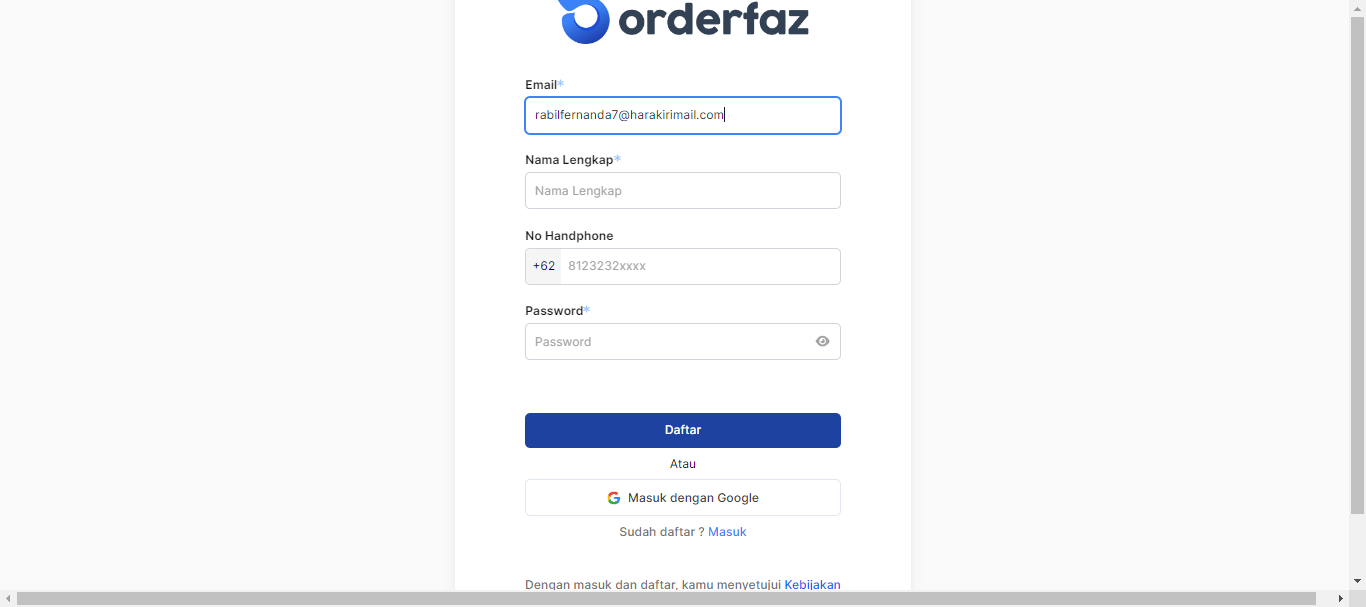 orderfaz
Email*
rabilfernanda7@harakirimail.com
Nama Lengkap*
Nama Lengkap
No Handphone
+62 8123232xxxx
Password*
Password
Daftar
Atau
Masuk dengan Google
Sudah daftar ? Masuk
Dengan masuk dan daftar, kamu menyetujui Kebijakan